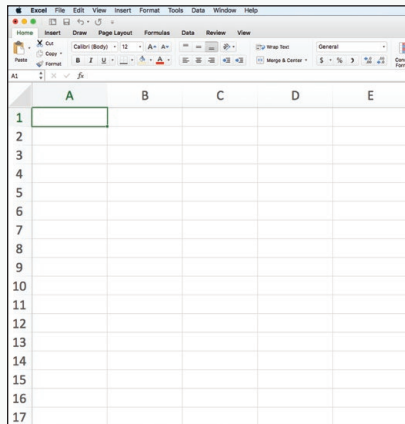 Excel File Edit View Insert Format Tools Data Window Help
Home Insert Draw Page Layout Formulas Data Review View
Paste Cut Copy Format Calibri (Body) 12 A A Wrap Text General
B I U A Merge & Center $ % Con
Form
A1 fx
A B C D E
1
2
3
4
5
6
7
8
9
10
11
12
13
14
15
16
17